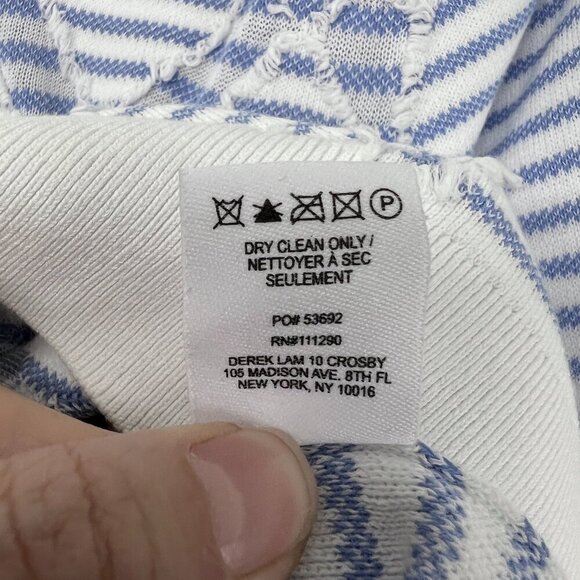 P
DRY CLEAN ONLY /
NETTOYER À SEC
SEULEMENT
PO# 53692
RN#111290
DEREK LAM 10 CROSBY
105 MADISON AVE. 8TH FL
NEW YORK, NY 10016